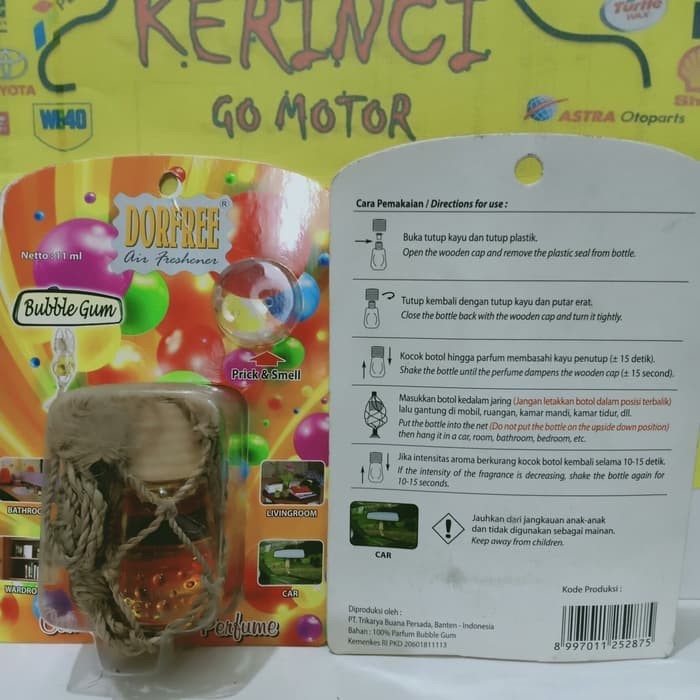 KERINCI
GO MOTOR
Turtle
WAX
TOYOTA
WD-40
ASTRA Otoparts
DORFREE®
Air Freshener
Netto : 11 ml
Bubble Gum
Prick & Smell
LIVINGROOM
CAR
Perfume
Cara Pemakaian / Directions for use :
Buka tutup kayu dan tutup plastik.
Open the wooden cap and remove the plastic seal from bottle.
Tutup kembali dengan tutup kayu dan putar erat.
Close the bottle back with the wooden cap and turn it tightly.
Kocok botol hingga parfum membasahi kayu penutup (± 15 detik).
Shake the bottle until the perfume dampens the wooden cap (± 15 second).
Masukkan botol kedalam jaring (Jangan letakkan botol dalam posisi terbalik)
lalu gantung di mobil, ruangan, kamar mandi, kamar tidur, dll.
Put the bottle into the net (Do not put the bottle on the upside down position)
then hang it in a car, room, bathroom, bedroom, etc.
Jika intensitas aroma berkurang kocok botol kembali selama 10-15 detik.
If the intensity of the fragrance is decreasing, shake the bottle again for
10-15 seconds.
CAR
Jauhkan dari jangkauan anak-anak
dan tidak digunakan sebagai mainan.
Keep away from children.
Kode Produksi :
Diproduksi oleh :
PT. Trikarya Buana Persada, Banten - Indonesia
Bahan : 100% Parfum Bubble Gum
Kemenkes RI PKD 20601811113
8 997011 252875